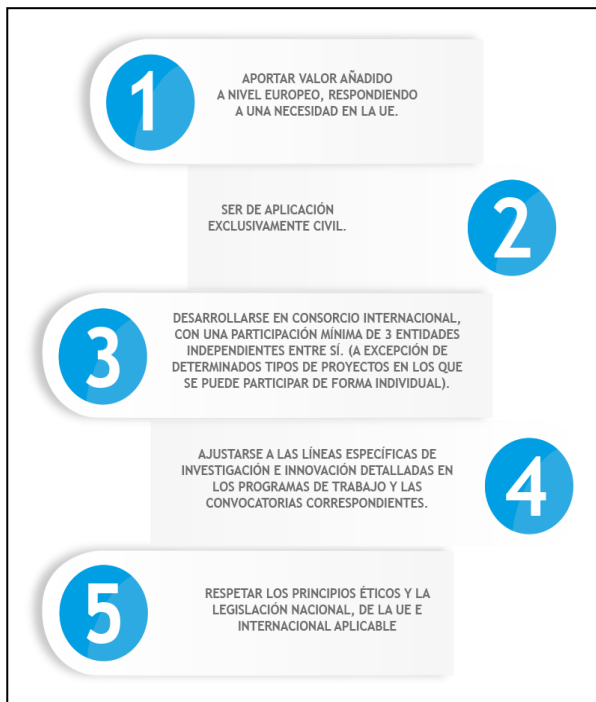 1
APORTAR VALOR AÑADIDO
A NIVEL EUROPEO, RESPONDIENDO
A UNA NECESIDAD EN LA UE.
SER DE APLICACIÓN
EXCLUSIVAMENTE CIVIL.
2
3
DESARROLLARSE EN CONSORCIO INTERNACIONAL,
CON UNA PARTICIPACIÓN MÍNIMA DE 3 ENTIDADES
INDEPENDIENTES ENTRE SÍ. (A EXCEPCIÓN DE
DETERMINADOS TIPOS DE PROYECTOS EN LOS QUE
SE PUEDE PARTICIPAR DE FORMA INDIVIDUAL).
AJUSTARSE A LAS LÍNEAS ESPECÍFICAS DE
INVESTIGACIÓN E INNOVACIÓN DETALLADAS EN
LOS PROGRAMAS DE TRABAJO Y LAS
CONVOCATORIAS CORRESPONDIENTES.
4
5
RESPETAR LOS PRINCIPIOS ÉTICOS Y LA
LEGISLACIÓN NACIONAL, DE LA UE E
INTERNACIONAL APLICABLE